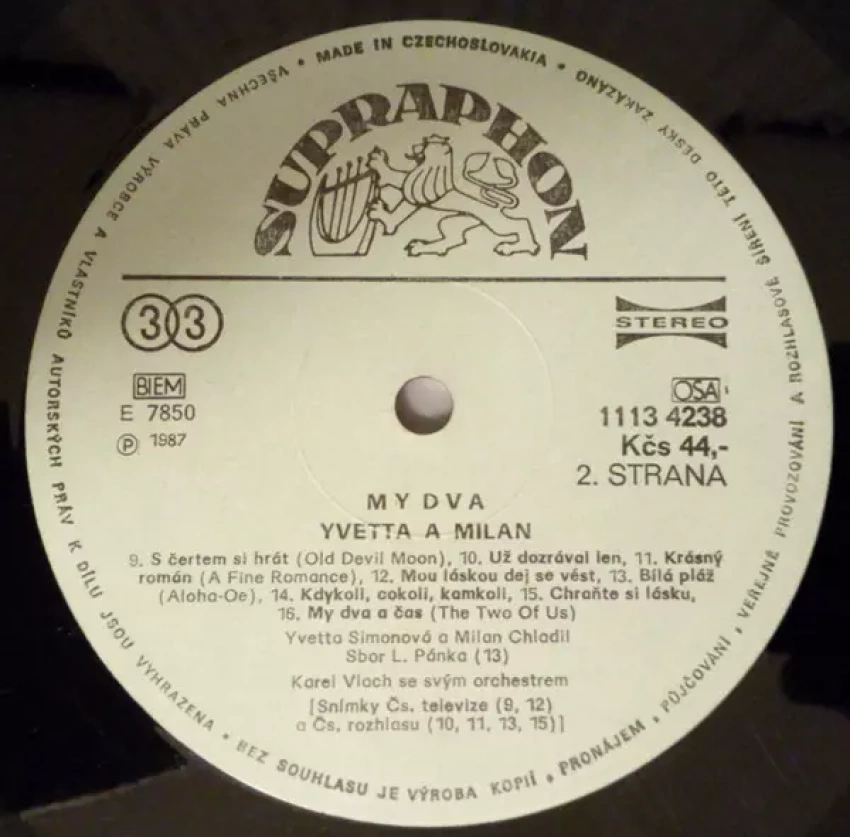 MADE IN CZECHOSLOVAKIA • VŠECHNA PRÁVA VÝROBCE A VLASTNÍKŮ AUTORSKÝCH PRÁV K DÍLU JSOU VYHRAZENA • BEZ SOUHLASU JE VÝROBA KOPIÍ • PRONÁJEM • PŮJČOVÁNÍ • VEŘEJNÉ PROVOZOVÁNÍ A ROZHLASOVÉ ŠÍŘENÍ TÉTO DESKY ZAKÁZÁNO •
SUPRAPHON
33
STEREO
BIEM
OSA
E 7850
1113 4238
Ⓟ 1987
Kčs 44,-
2. STRANA
MY DVA
YVETTA A MILAN
9. S čertem si hrát (Old Devil Moon), 10. Už dozrával len, 11. Krásný
román (A Fine Romance), 12. Mou láskou dej se vést, 13. Bílá pláž
(Aloha-Oe), 14. Kdykoli, cokoli, kamkoli, 15. Chraňte si lásku,
16. My dva a čas (The Two Of Us)
Yvetta Simonová a Milan Chladil
Sbor L. Pánka (13)
Karel Vlach se svým orchestrem
[Snímky Čs. televize (9, 12)
a Čs. rozhlasu (10, 11, 13, 15)]